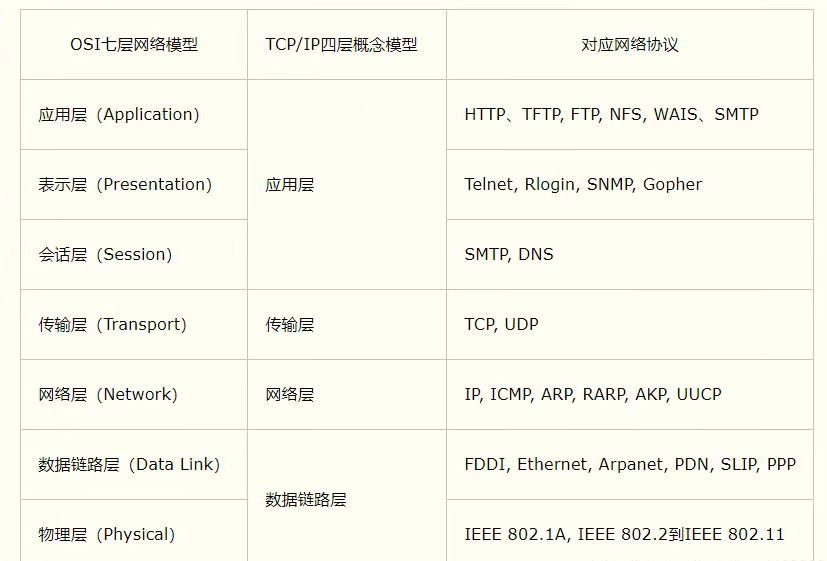 OSI七层网络模型 TCP/IP四层概念模型 对应网络协议
应用层（Application） HTTP、TFTP, FTP, NFS, WAIS、SMTP
表示层（Presentation） 应用层 Telnet, Rlogin, SNMP, Gopher
会话层（Session） SMTP, DNS
传输层（Transport） 传输层 TCP, UDP
网络层（Network） 网络层 IP, ICMP, ARP, RARP, AKP, UUCP
数据链路层（Data Link） FDDI, Ethernet, Arpanet, PDN, SLIP, PPP
数据链路层
物理层（Physical） IEEE 802.1A, IEEE 802.2到IEEE 802.11